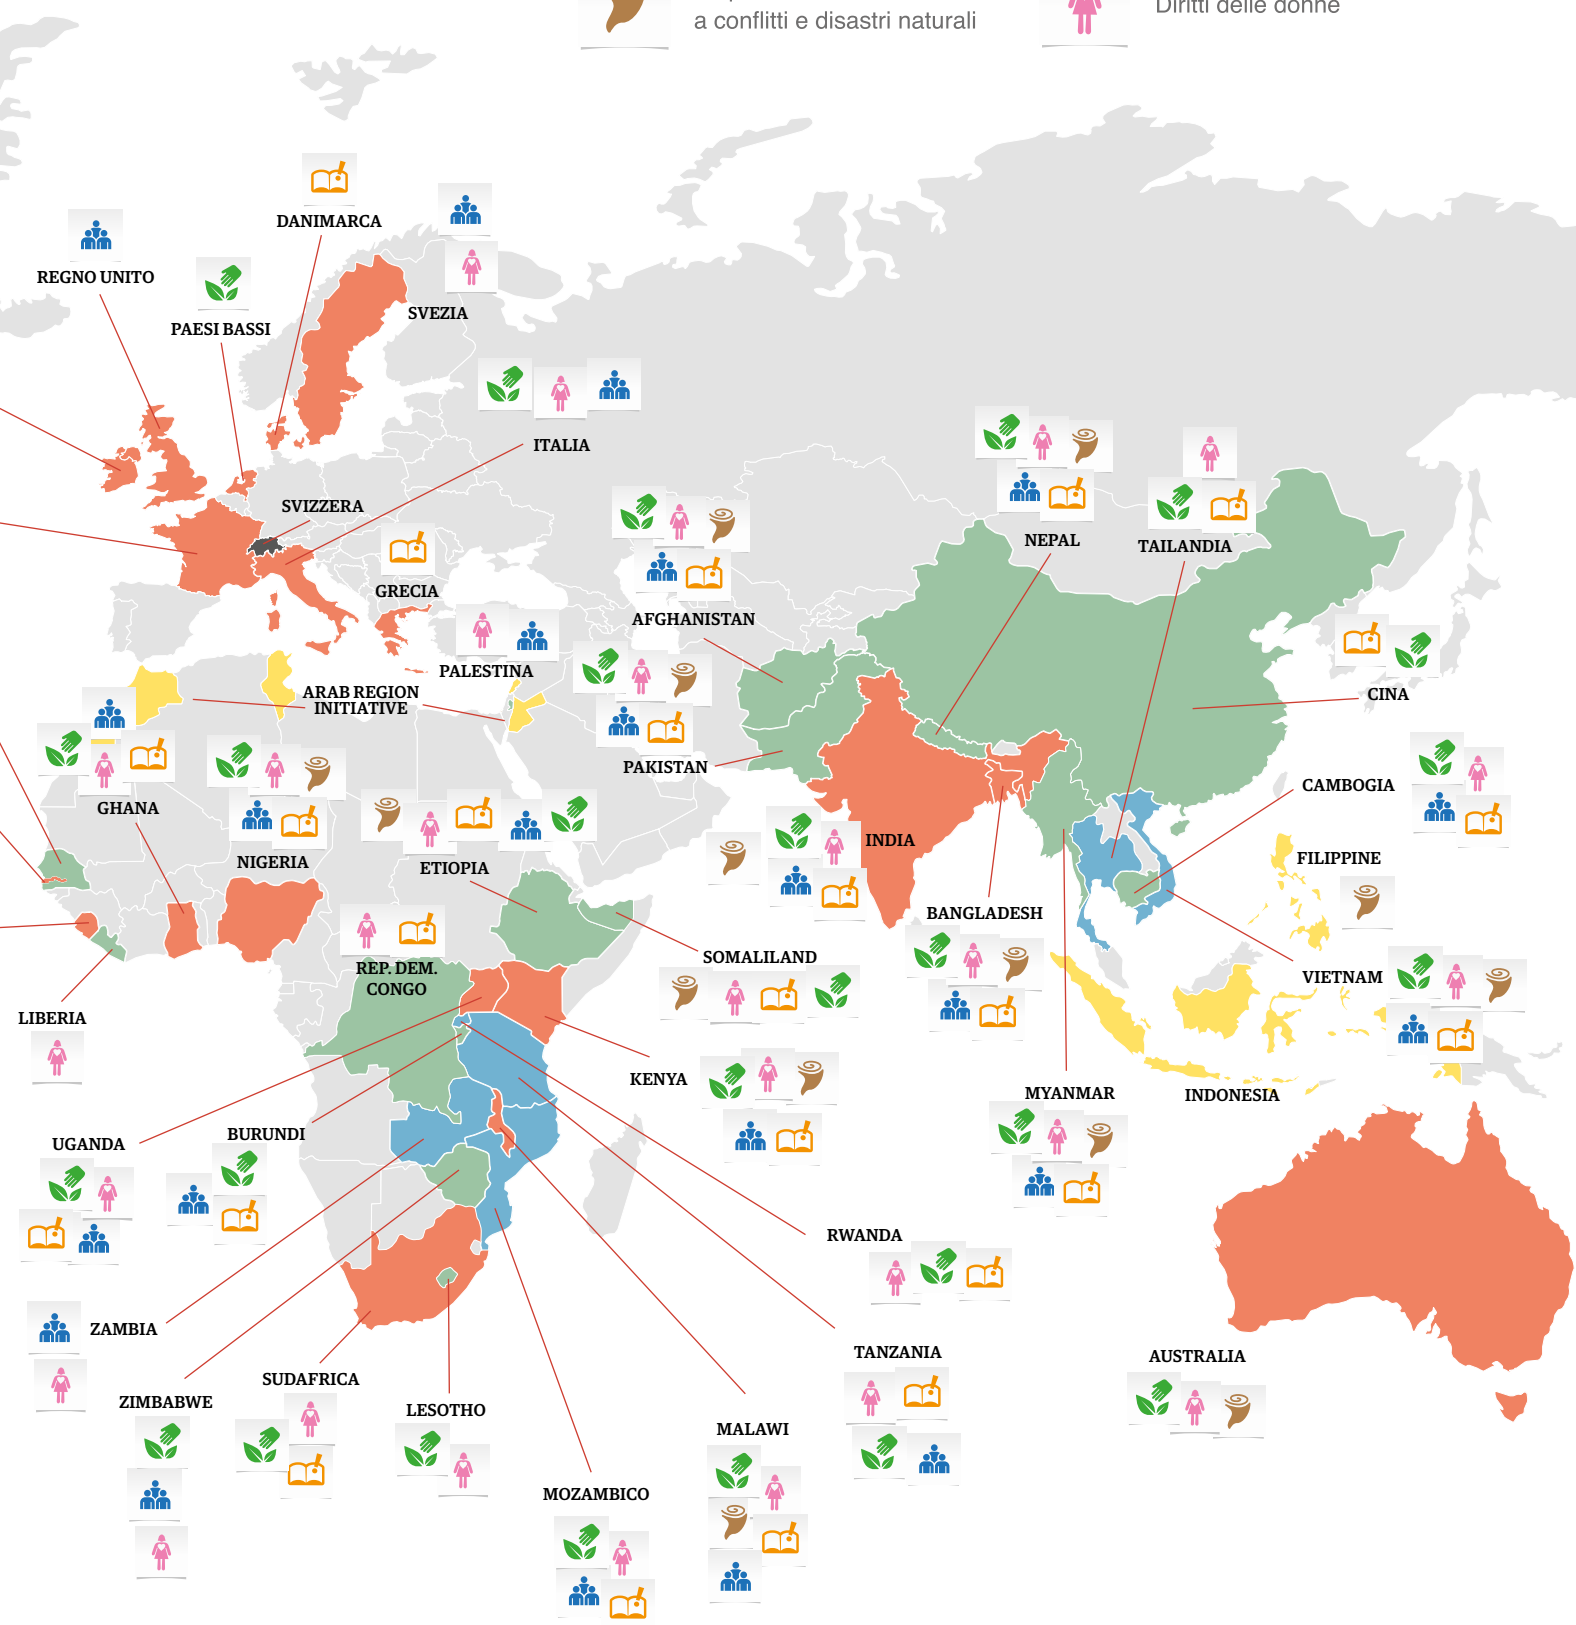 a conflitti e disastri naturali
Diritti delle donne
DANIMARCA
REGNO UNITO
PAESI BASSI
SVEZIA
ITALIA
SVIZZERA
NEPAL
TAILANDIA
GRECIA
AFGHANISTAN
PALESTINA
ARAB REGION
INITIATIVE
CINA
PAKISTAN
CAMBOGIA
GHANA
INDIA
NIGERIA
FILIPPINE
ETIOPIA
BANGLADESH
SOMALILAND
REP. DEM.
CONGO
VIETNAM
LIBERIA
KENYA
MYANMAR
INDONESIA
BURUNDI
UGANDA
RWANDA
ZAMBIA
TANZANIA
AUSTRALIA
SUDAFRICA
ZIMBABWE
LESOTHO
MALAWI
MOZAMBICO